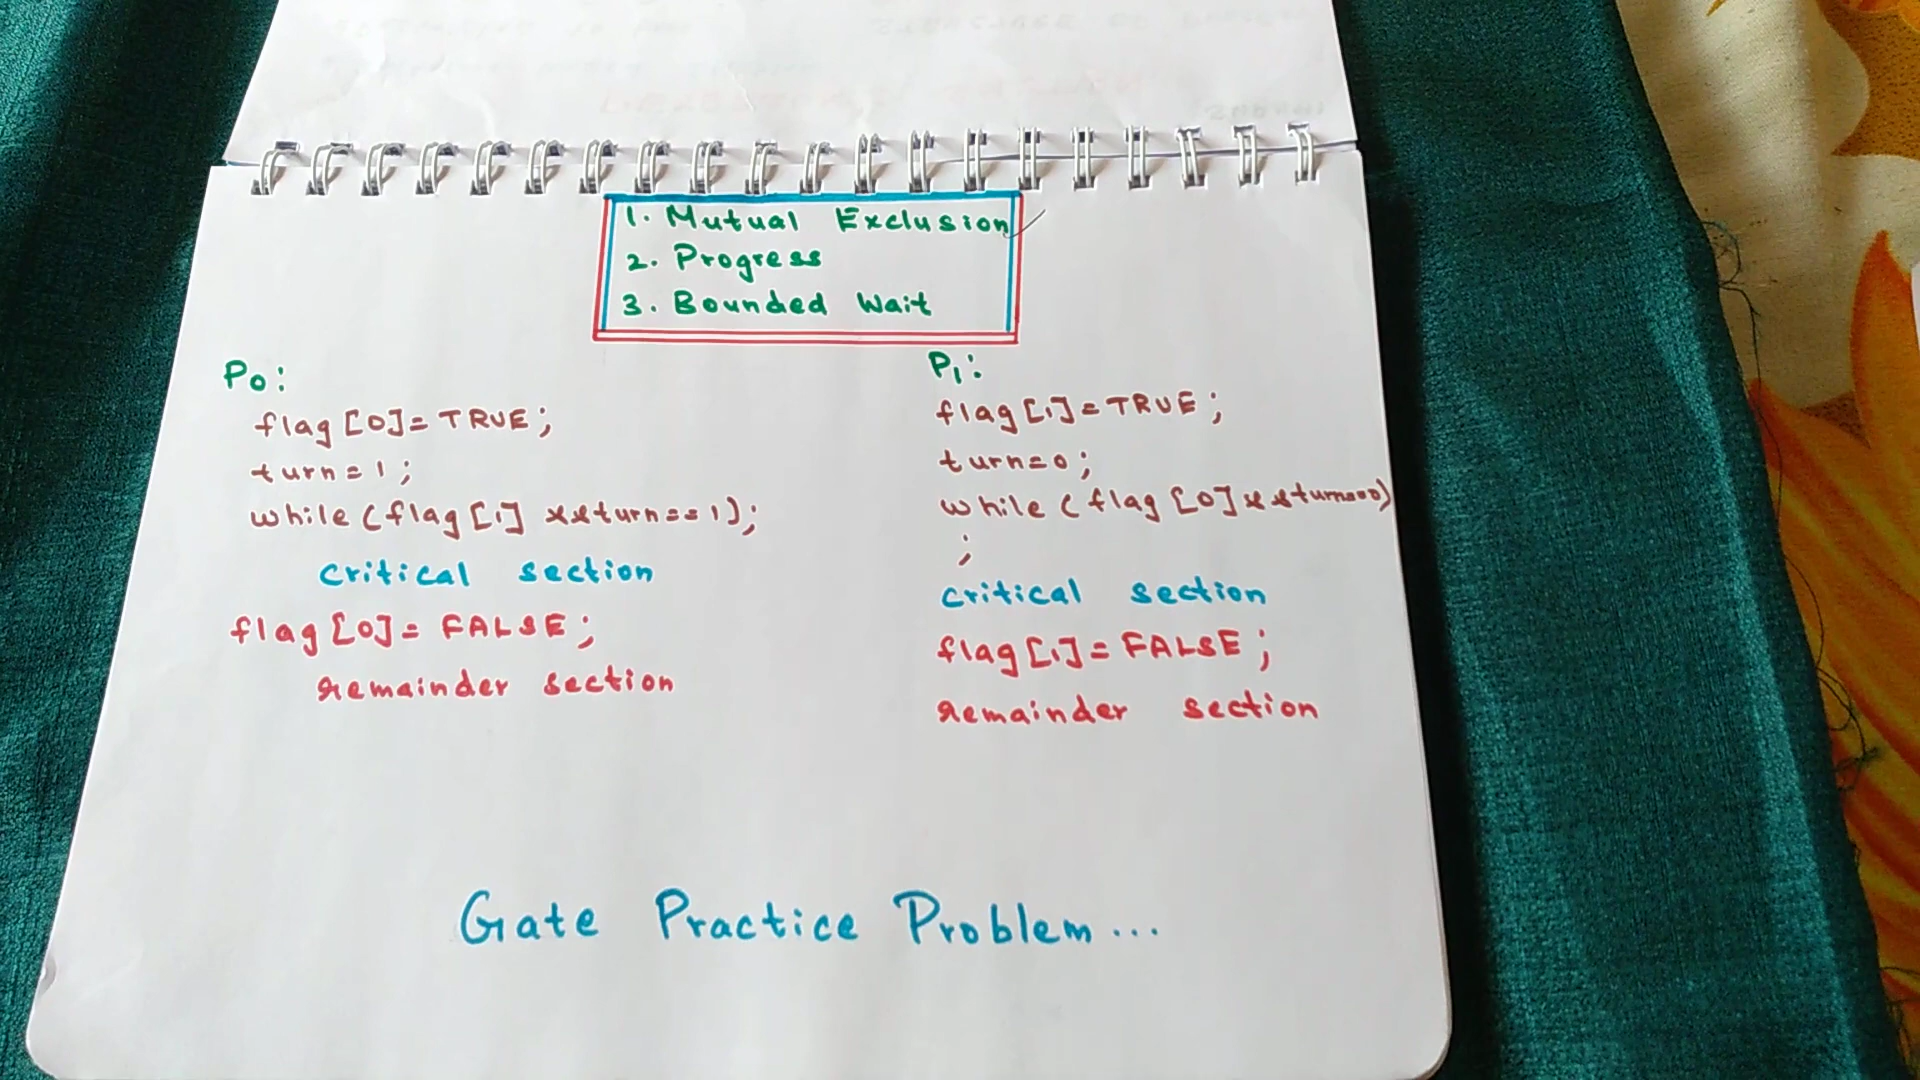 1. Mutual Exclusion
2. Progress
3. Bounded Wait
P0:
flag[0]=TRUE;
turn=1;
while(flag[1] &&turn==1);
critical section
flag[0]=FALSE;
remainder section
P1:
flag[1]=TRUE;
turn=0;
while(flag[0]&&turn==0)
;
critical section
flag[1]=FALSE;
remainder section
Gate Practice Problem...